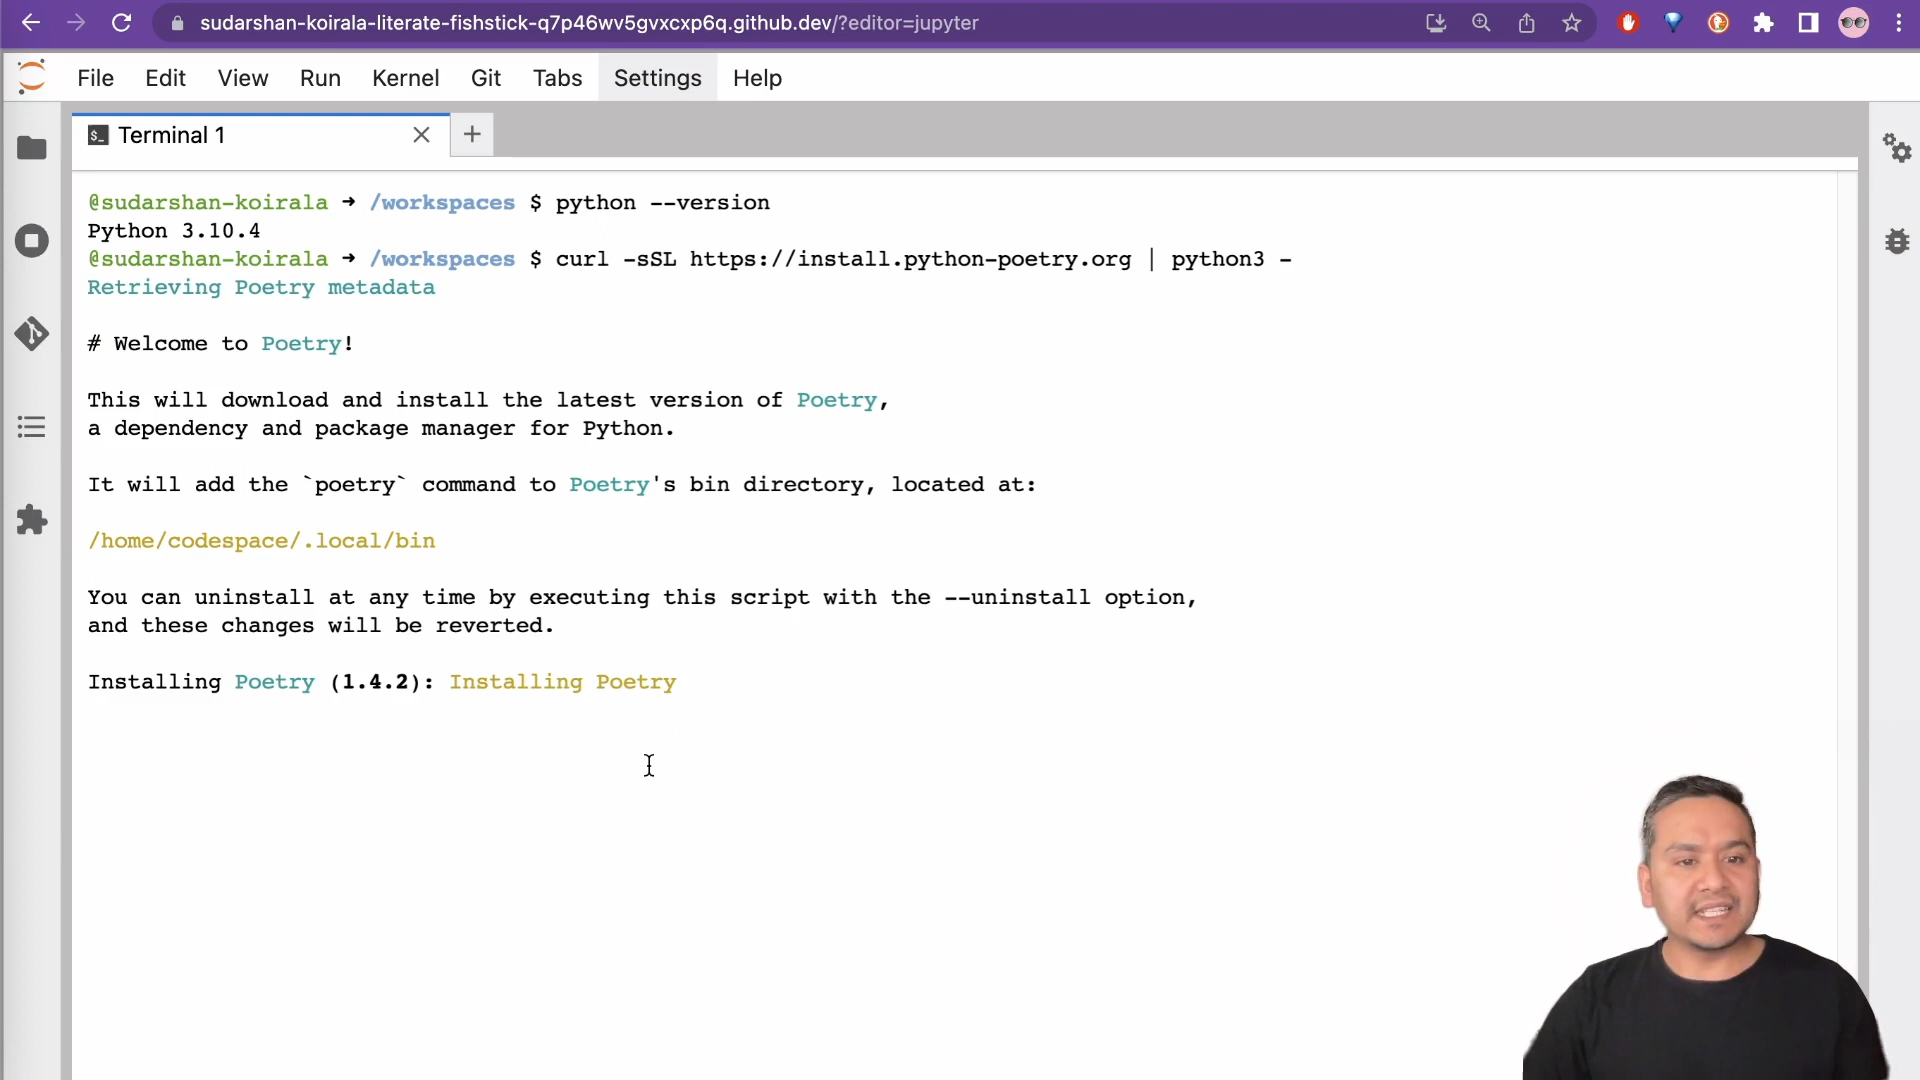 sudarshan-koirala-literate-fishstick-q7p46wv5gvxcxp6q.github.dev/?editor=jupyter
File Edit View Run Kernel Git Tabs Settings Help
$_ Terminal 1
@sudarshan-koirala ➜ /workspaces $ python --version
Python 3.10.4
@sudarshan-koirala ➜ /workspaces $ curl -sSL https://install.python-poetry.org | python3 -
Retrieving Poetry metadata
# Welcome to Poetry!
This will download and install the latest version of Poetry,
a dependency and package manager for Python.
It will add the `poetry` command to Poetry's bin directory, located at:
/home/codespace/.local/bin
You can uninstall at any time by executing this script with the --uninstall option,
and these changes will be reverted.
Installing Poetry (1.4.2): Installing Poetry